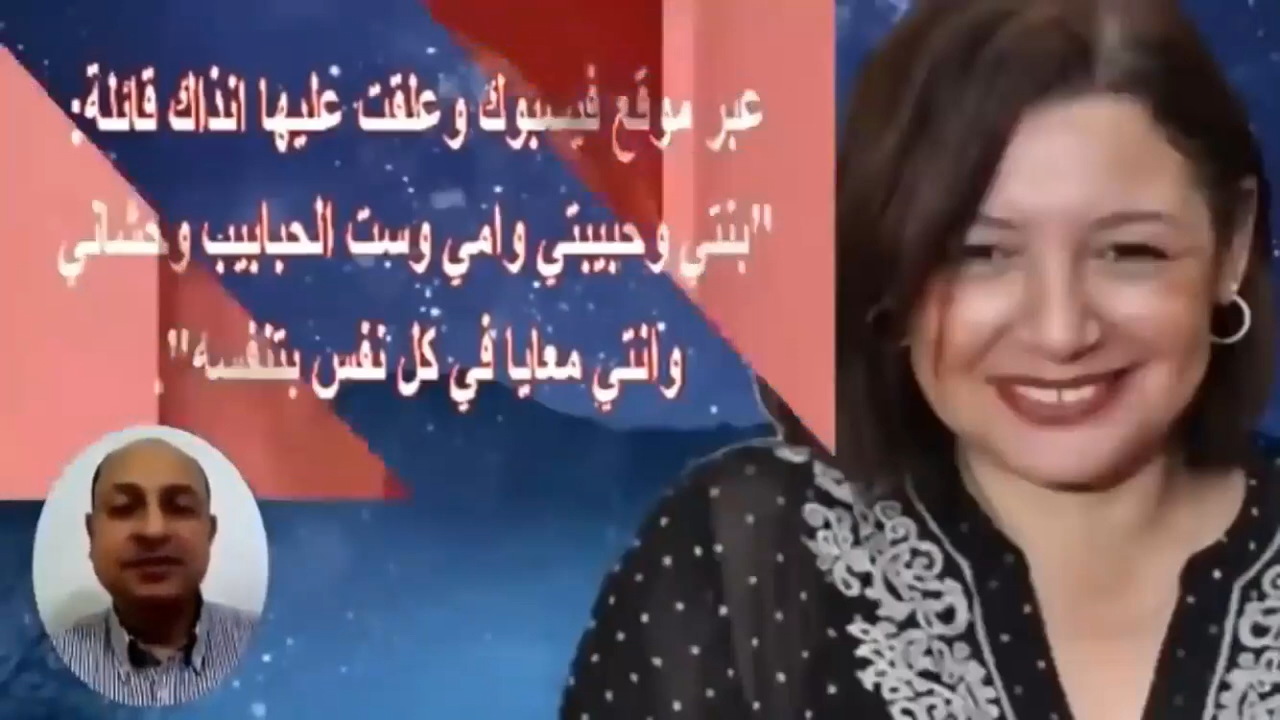 عبر موقع فيسبوك وعلقت عليها انذاك قائلة:
"بنتي وحبيبتي وامي وست الحبايب وحشاني
وانتي معايا في كل نفس بتنفسه".